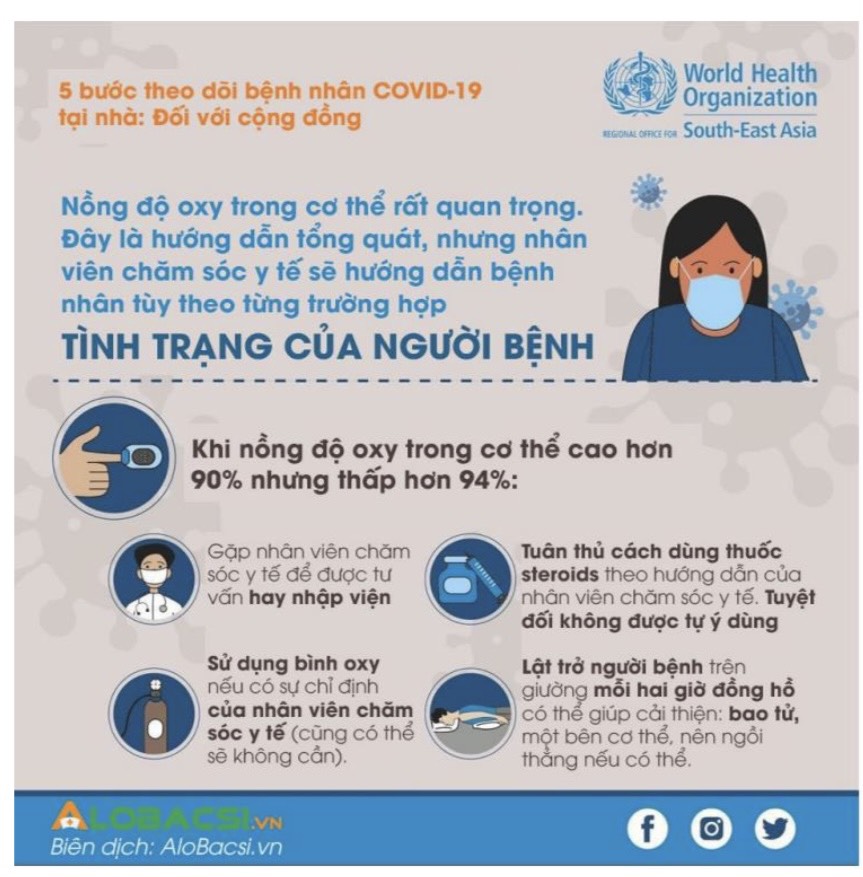 5 bước theo dõi bệnh nhân COVID-19
tại nhà: Đối với cộng đồng
World Health
Organization
REGIONAL OFFICE FOR South-East Asia
Nồng độ oxy trong cơ thể rất quan trọng.
Đây là hướng dẫn tổng quát, nhưng nhân
viên chăm sóc y tế sẽ hướng dẫn bệnh
nhân tùy theo từng trường hợp
TÌNH TRẠNG CỦA NGƯỜI BỆNH
Khi nồng độ oxy trong cơ thể cao hơn
90% nhưng thấp hơn 94%:
Gặp nhân viên chăm
sóc y tế để được tư
vấn hay nhập viện
Tuân thủ cách dùng thuốc
steroids theo hướng dẫn của
nhân viên chăm sóc y tế. Tuyệt
đối không được tự ý dùng
Sử dụng bình oxy
nếu có sự chỉ định
của nhân viên chăm
sóc y tế (cũng có thể
sẽ không cần).
Lật trở người bệnh trên
giường mỗi hai giờ đồng hồ
có thể giúp cải thiện: bao tử,
một bên cơ thể, nên ngồi
thẳng nếu có thể.
ALOBACSI.VN
Biên dịch: AloBacsi.vn